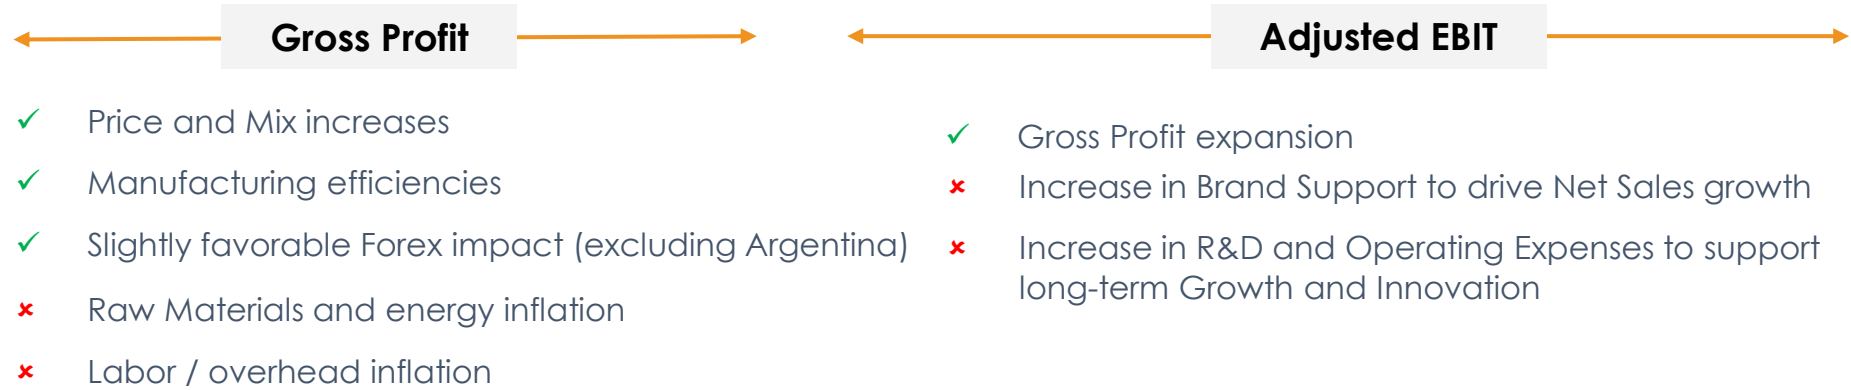 Gross Profit
✓ Price and Mix increases
✓ Manufacturing efficiencies
✓ Slightly favorable Forex impact (excluding Argentina)
✘ Raw Materials and energy inflation
✘ Labor / overhead inflation
Adjusted EBIT
✓ Gross Profit expansion
✘ Increase in Brand Support to drive Net Sales growth
✘ Increase in R&D and Operating Expenses to support
long-term Growth and Innovation